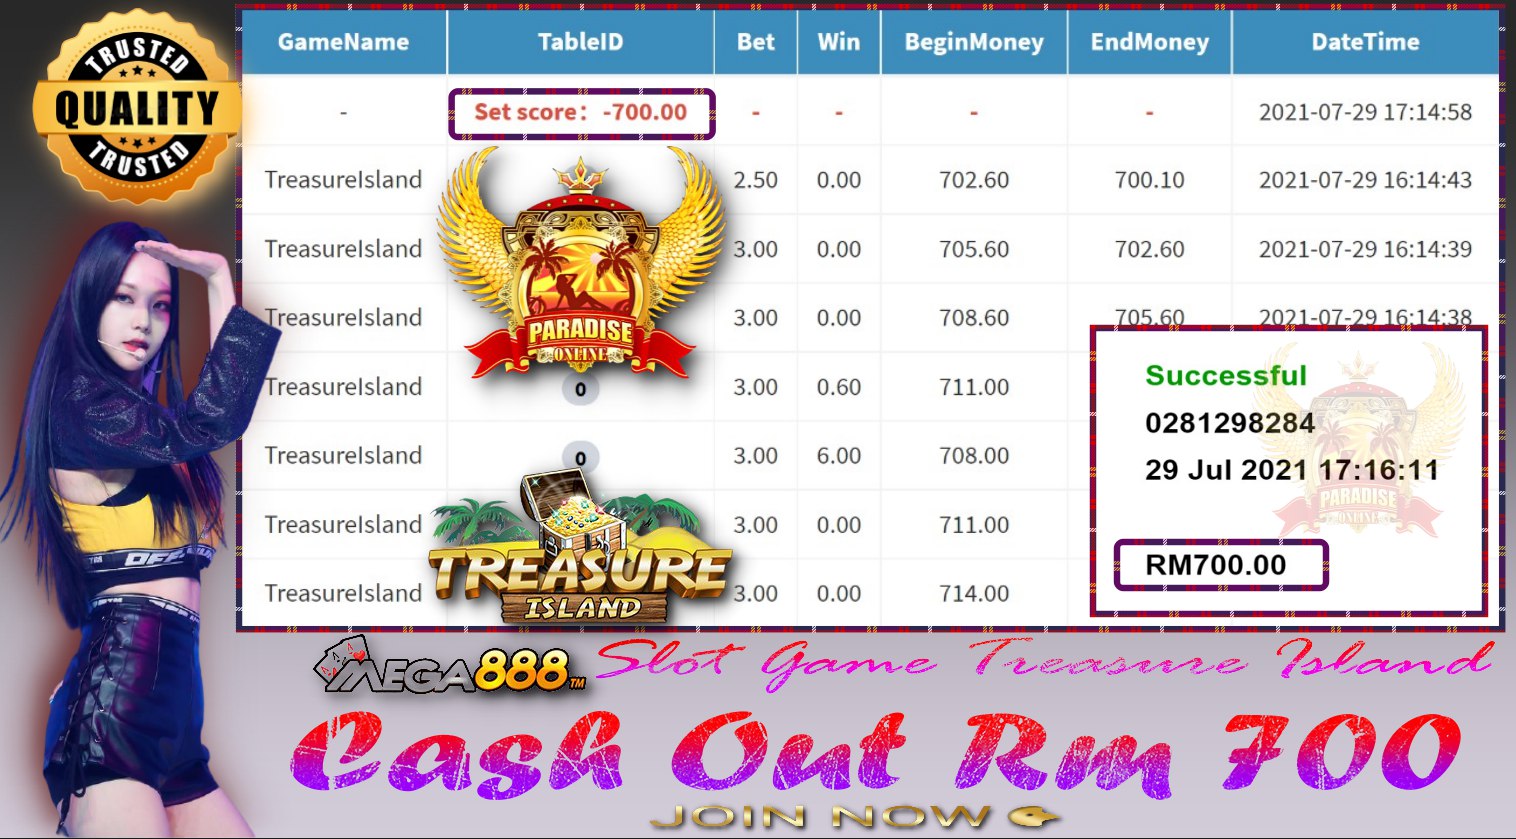 TRUSTED
QUALITY
TRUSTED
GameName TableID Bet Win BeginMoney EndMoney DateTime
- Set score: -700.00 - - - - 2021-07-29 17:14:58
TreasureIsland 2.50 0.00 702.60 700.10 2021-07-29 16:14:43
TreasureIsland 3.00 0.00 705.60 702.60 2021-07-29 16:14:39
TreasureIsland 3.00 0.00 708.60 705.60 2021-07-29 16:14:38
PARADISE
ONLINE
TreasureIsland 0 3.00 0.60 711.00
TreasureIsland 0 3.00 6.00 708.00
TreasureIsland 3.00 0.00 711.00
TreasureIsland 3.00 0.00 714.00
TREASURE
ISLAND
Successful
0281298284
29 Jul 2021 17:16:11
PARADISE
ONLINE
RM700.00
MEGA888™ Slot Game Treasure Island
Cash Out Rm 700
JOIN NOW